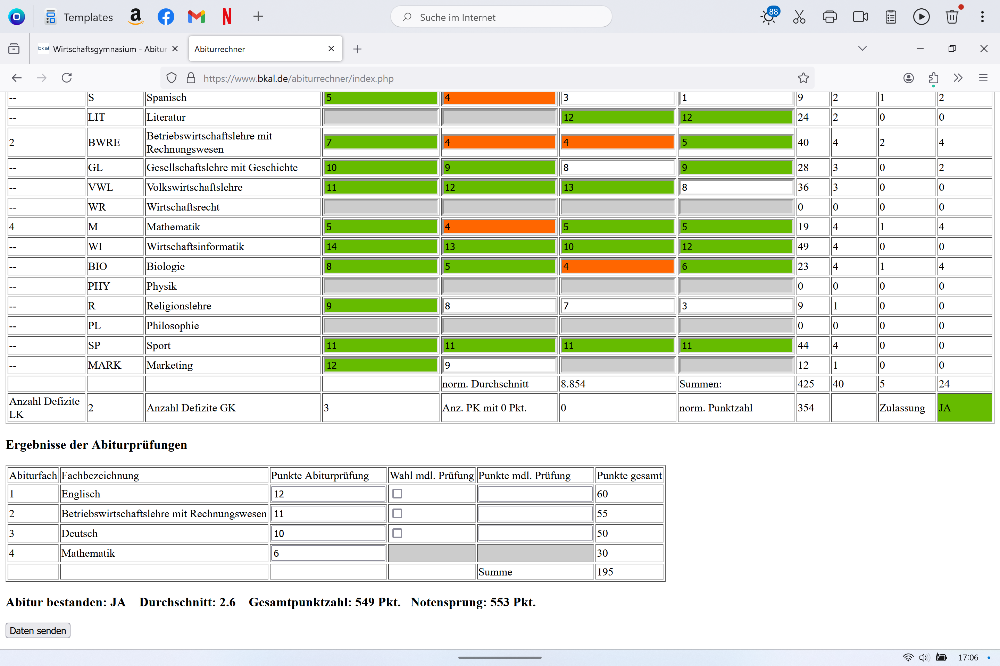 Templates
Suche im Internet
88
bkal Wirtschaftsgymnasium - Abitur
Abiturrechner
https://www.bkal.de/abiturrechner/index.php
-- S Spanisch 5 4 3 1 9 2 1 2
-- LIT Literatur 12 12 24 2 0 0
2 BWRE Betriebswirtschaftslehre mit Rechnungswesen 7 4 4 5 40 4 2 4
-- GL Gesellschaftslehre mit Geschichte 10 9 8 9 28 3 0 2
-- VWL Volkswirtschaftslehre 11 12 13 8 36 3 0 0
-- WR Wirtschaftsrecht 0 0 0 0
4 M Mathematik 5 4 5 5 19 4 1 4
-- WI Wirtschaftsinformatik 14 13 10 12 49 4 0 0
-- BIO Biologie 8 5 4 6 23 4 1 4
-- PHY Physik 0 0 0 0
-- R Religionslehre 9 8 7 3 9 1 0 0
-- PL Philosophie 0 0 0 0
-- SP Sport 11 11 11 11 44 4 0 0
-- MARK Marketing 12 9 12 1 0 0
norm. Durchschnitt 8.854 Summen: 425 40 5 24
Anzahl Defizite LK 2 Anzahl Defizite GK 3 Anz. PK mit 0 Pkt. 0 norm. Punktzahl 354 Zulassung JA
Ergebnisse der Abiturprüfungen
Abiturfach Fachbezeichnung Punkte Abiturprüfung Wahl mdl. Prüfung Punkte mdl. Prüfung Punkte gesamt
1 Englisch 12 60
2 Betriebswirtschaftslehre mit Rechnungswesen 11 55
3 Deutsch 10 50
4 Mathematik 6 30
Summe 195
Abitur bestanden: JA Durchschnitt: 2.6 Gesamtpunktzahl: 549 Pkt. Notensprung: 553 Pkt.
Daten senden
17:06